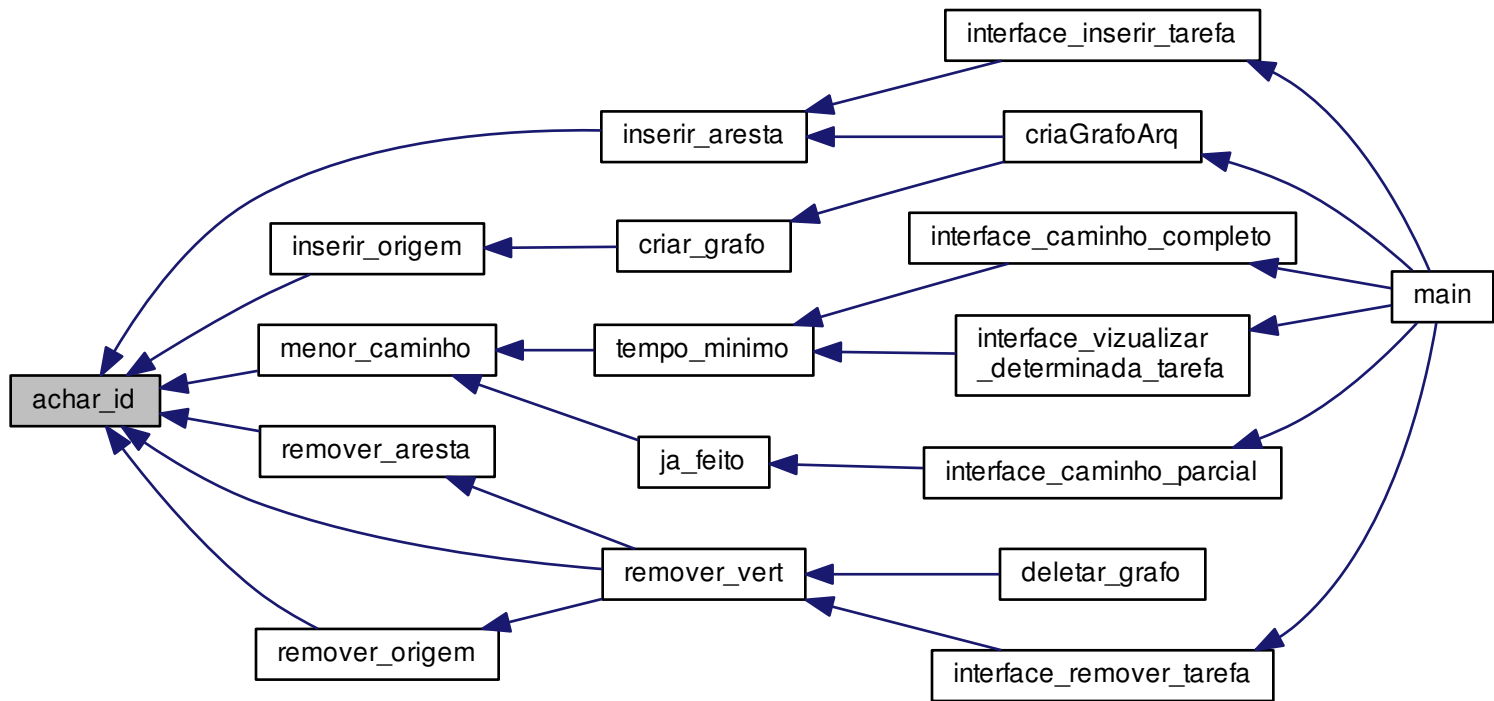 interface_inserir_tarefa
inserir_aresta
criaGrafoArq
inserir_origem
criar_grafo
interface_caminho_completo
main
menor_caminho
tempo_minimo
interface_vizualizar
_determinada_tarefa
achar_id
remover_aresta
ja_feito
interface_caminho_parcial
remover_vert
deletar_grafo
remover_origem
interface_remover_tarefa